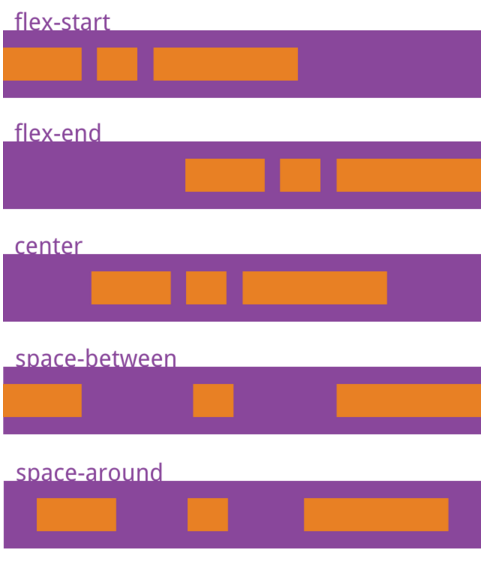 flex-start
flex-end
center
space-between
space-around